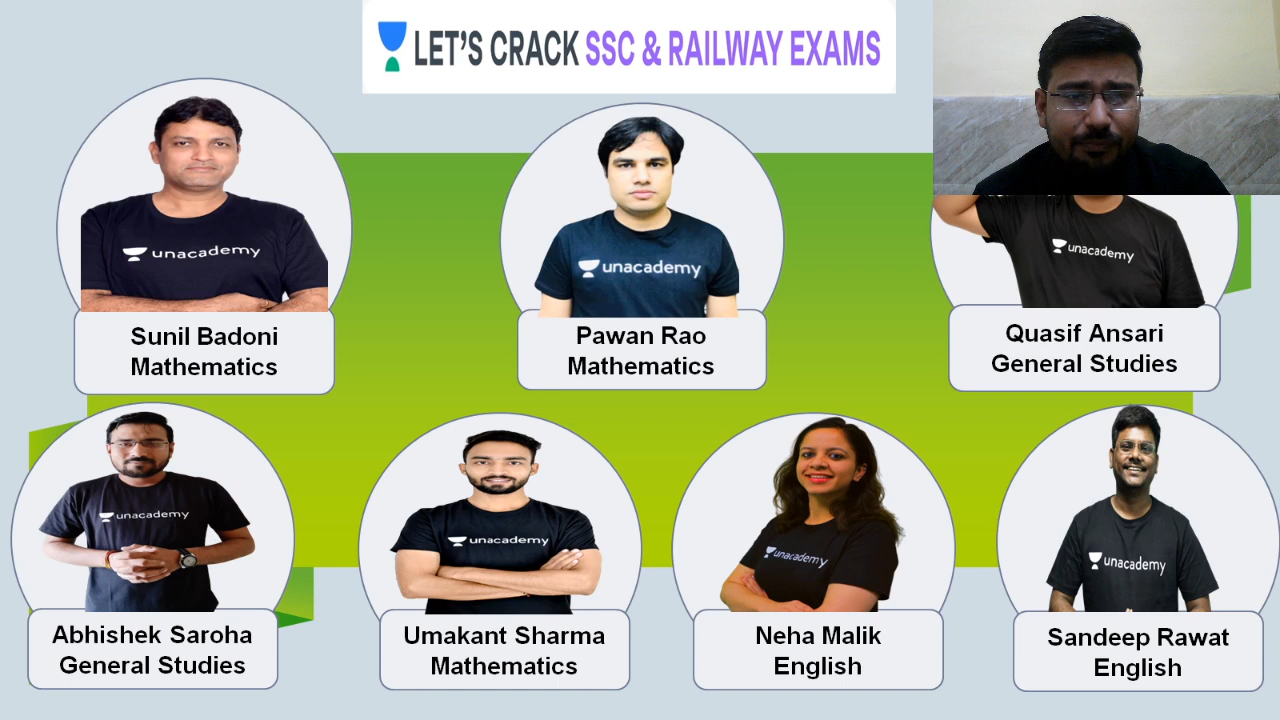 LET'S CRACK SSC & RAILWAY EXAMS
unacademy
unacademy
unacademy
Sunil Badoni
Mathematics
Pawan Rao
Mathematics
Quasif Ansari
General Studies
unacademy
unacademy
unacademy
unacademy
Abhishek Saroha
General Studies
Umakant Sharma
Mathematics
Neha Malik
English
Sandeep Rawat
English